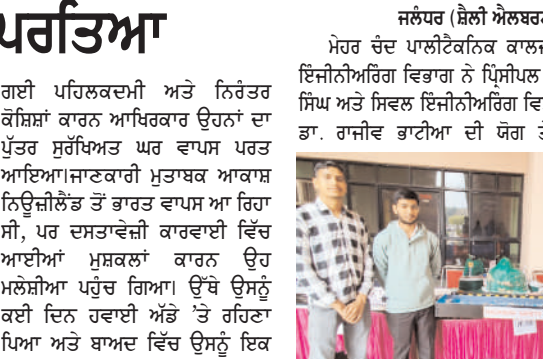 ਪਰਤਿਆ
ਗਈ ਪਹਿਲਕਦਮੀ ਅਤੇ ਨਿਰੰਤਰ
ਕੋਸ਼ਿਸ਼ਾਂ ਕਾਰਨ ਆਖਿਰਕਾਰ ਉਹਨਾਂ ਦਾ
ਪੁੱਤਰ ਸੁਰੱਖਿਅਤ ਘਰ ਵਾਪਸ ਪਰਤ
ਆਇਆ।ਜਾਣਕਾਰੀ ਮੁਤਾਬਕ ਆਕਾਸ਼
ਨਿਊਜ਼ੀਲੈਂਡ ਤੋਂ ਭਾਰਤ ਵਾਪਸ ਆ ਰਿਹਾ
ਸੀ, ਪਰ ਦਸਤਾਵੇਜ਼ੀ ਕਾਰਵਾਈ ਵਿੱਚ
ਆਈਆਂ ਮੁਸ਼ਕਲਾਂ ਕਾਰਨ ਉਹ
ਮਲੇਸ਼ੀਆ ਪਹੁੰਚ ਗਿਆ। ਉੱਥੇ ਉਸਨੂੰ
ਕਈ ਦਿਨ ਹਵਾਈ ਅੱਡੇ 'ਤੇ ਰਹਿਣਾ
ਪਿਆ ਅਤੇ ਬਾਅਦ ਵਿੱਚ ਉਸਨੂੰ ਇਕ
ਜਲੰਧਰ (ਸ਼ੈਲੀ ਐਲਬਰਟ
ਮੇਹਰ ਚੰਦ ਪਾਲੀਟੈਕਨਿਕ ਕਾਲਜ
ਇੰਜੀਨੀਅਰਿੰਗ ਵਿਭਾਗ ਨੇ ਪ੍ਰਿੰਸੀਪਲ
ਸਿੰਘ ਅਤੇ ਸਿਵਲ ਇੰਜੀਨੀਅਰਿੰਗ ਵਿ
ਡਾ. ਰਾਜੀਵ ਭਾਟੀਆ ਦੀ ਯੋਗ